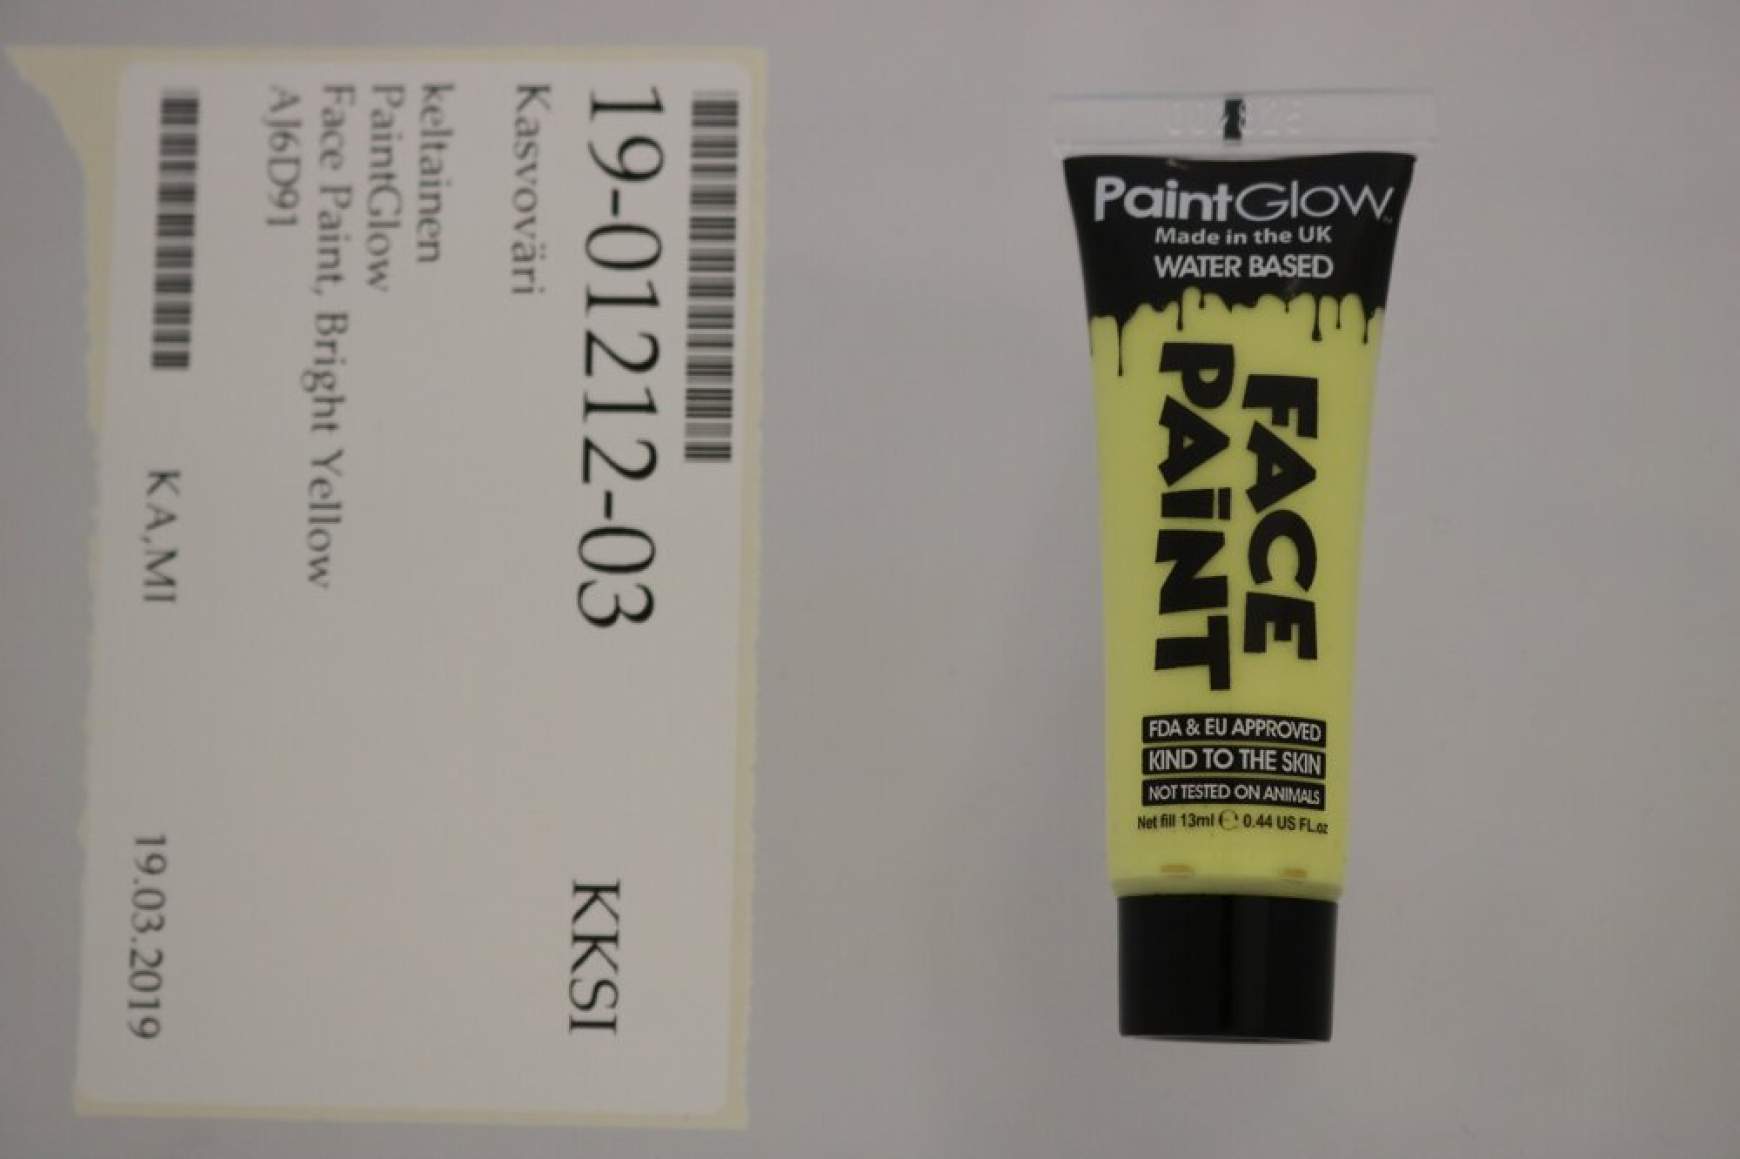 19-01212-03
KKSI
Kasvoväri
keltainen
PaintGlow
Face Paint, Bright Yellow
AJ6D91
KA,MI
19.03.2019
PaintGlow
Made in the UK
WATER BASED
FACE
PAiNT
FDA & EU APPROVED
KIND TO THE SKIN
NOT TESTED ON ANIMALS
Net fill 13ml ℮ 0.44 US FL.oz